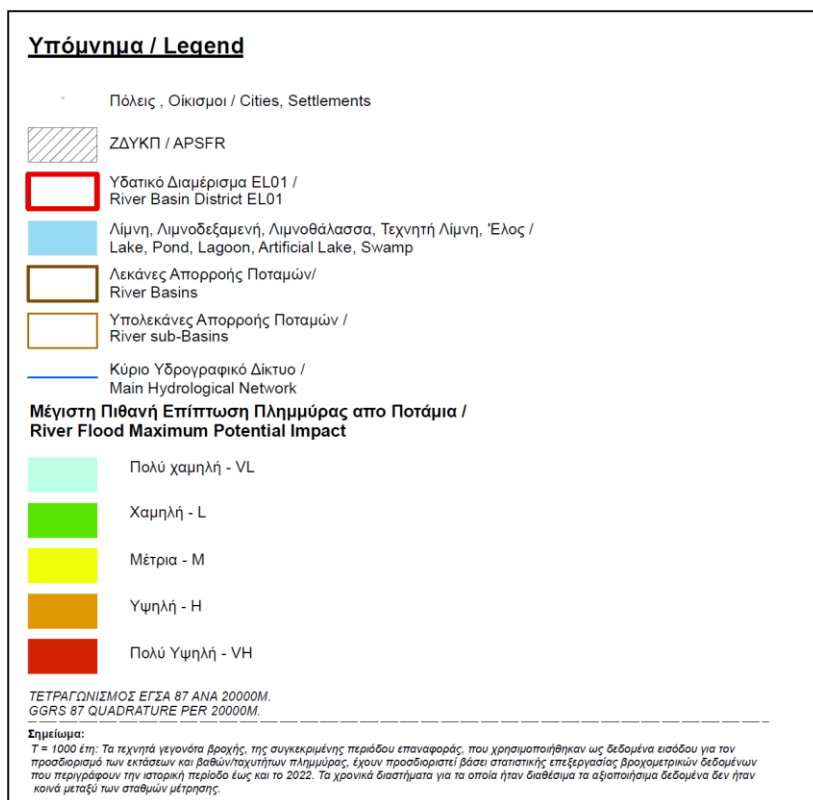 Υπόμνημα / Legend
Πόλεις , Οίκισμοι / Cities, Settlements
ΖΔΥΚΠ / APSFR
Υδατικό Διαμέρισμα EL01 /
River Basin District EL01
Λίμνη, Λιμνοδεξαμενή, Λιμνοθάλασσα, Τεχνητή Λίμνη, 'Ελος /
Lake, Pond, Lagoon, Artificial Lake, Swamp
Λεκάνες Απορροής Ποταμών/
River Basins
Υπολεκάνες Απορροής Ποταμών /
River sub-Basins
Κύριο Υδρογραφικό Δίκτυο /
Main Hydrological Network
Μέγιστη Πιθανή Επίπτωση Πλημμύρας απο Ποτάμια /
River Flood Maximum Potential Impact
Πολύ χαμηλή - VL
Χαμηλή - L
Μέτρια - M
Υψηλή - H
Πολύ Υψηλή - VH
ΤΕΤΡΑΓΩΝΙΣΜΟΣ ΕΓΣΑ 87 ΑΝΑ 20000Μ.
GGRS 87 QUADRATURE PER 20000M.
Σημείωμα:
T = 1000 έτη: Τα τεχνητά γεγονότα βροχής, της συγκεκριμένης περιόδου επαναφοράς, που χρησιμοποιήθηκαν ως δεδομένα εισόδου για τον
προσδιορισμό των εκτάσεων και βαθών/ταχυτήτων πλημμύρας, έχουν προσδιοριστεί βάσει στατιστικής επεξεργασίας βροχομετρικών δεδομένων
που περιγράφουν την ιστορική περίοδο έως και το 2022. Τα χρονικά διαστήματα για τα οποία ήταν διαθέσιμα τα αξιοποιήσιμα δεδομένα δεν ήταν
κοινά μεταξύ των σταθμών μέτρησης.